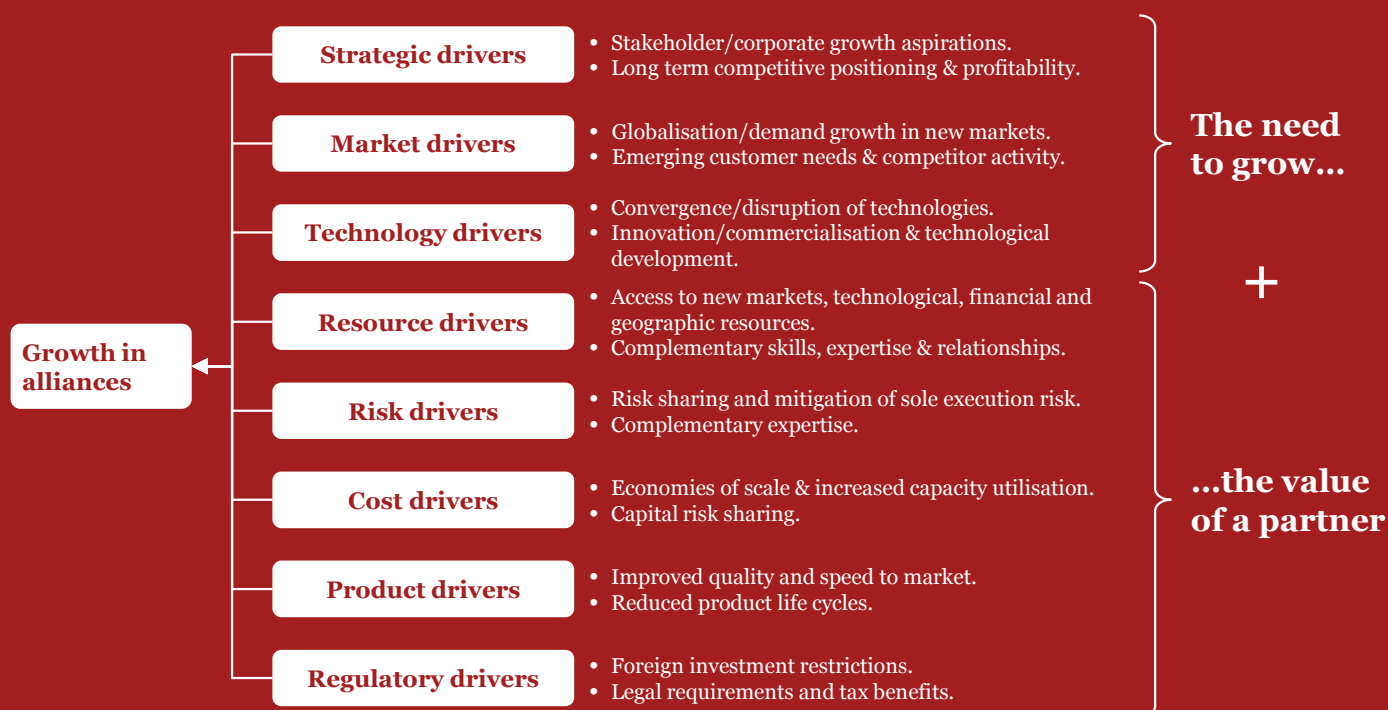 Growth in
alliances
Strategic drivers
• Stakeholder/corporate growth aspirations.
• Long term competitive positioning & profitability.
Market drivers
• Globalisation/demand growth in new markets.
• Emerging customer needs & competitor activity.
Technology drivers
• Convergence/disruption of technologies.
• Innovation/commercialisation & technological
development.
The need
to grow...
+
Resource drivers
• Access to new markets, technological, financial and
geographic resources.
• Complementary skills, expertise & relationships.
Risk drivers
• Risk sharing and mitigation of sole execution risk.
• Complementary expertise.
Cost drivers
• Economies of scale & increased capacity utilisation.
• Capital risk sharing.
Product drivers
• Improved quality and speed to market.
• Reduced product life cycles.
Regulatory drivers
• Foreign investment restrictions.
• Legal requirements and tax benefits.
...the value
of a partner